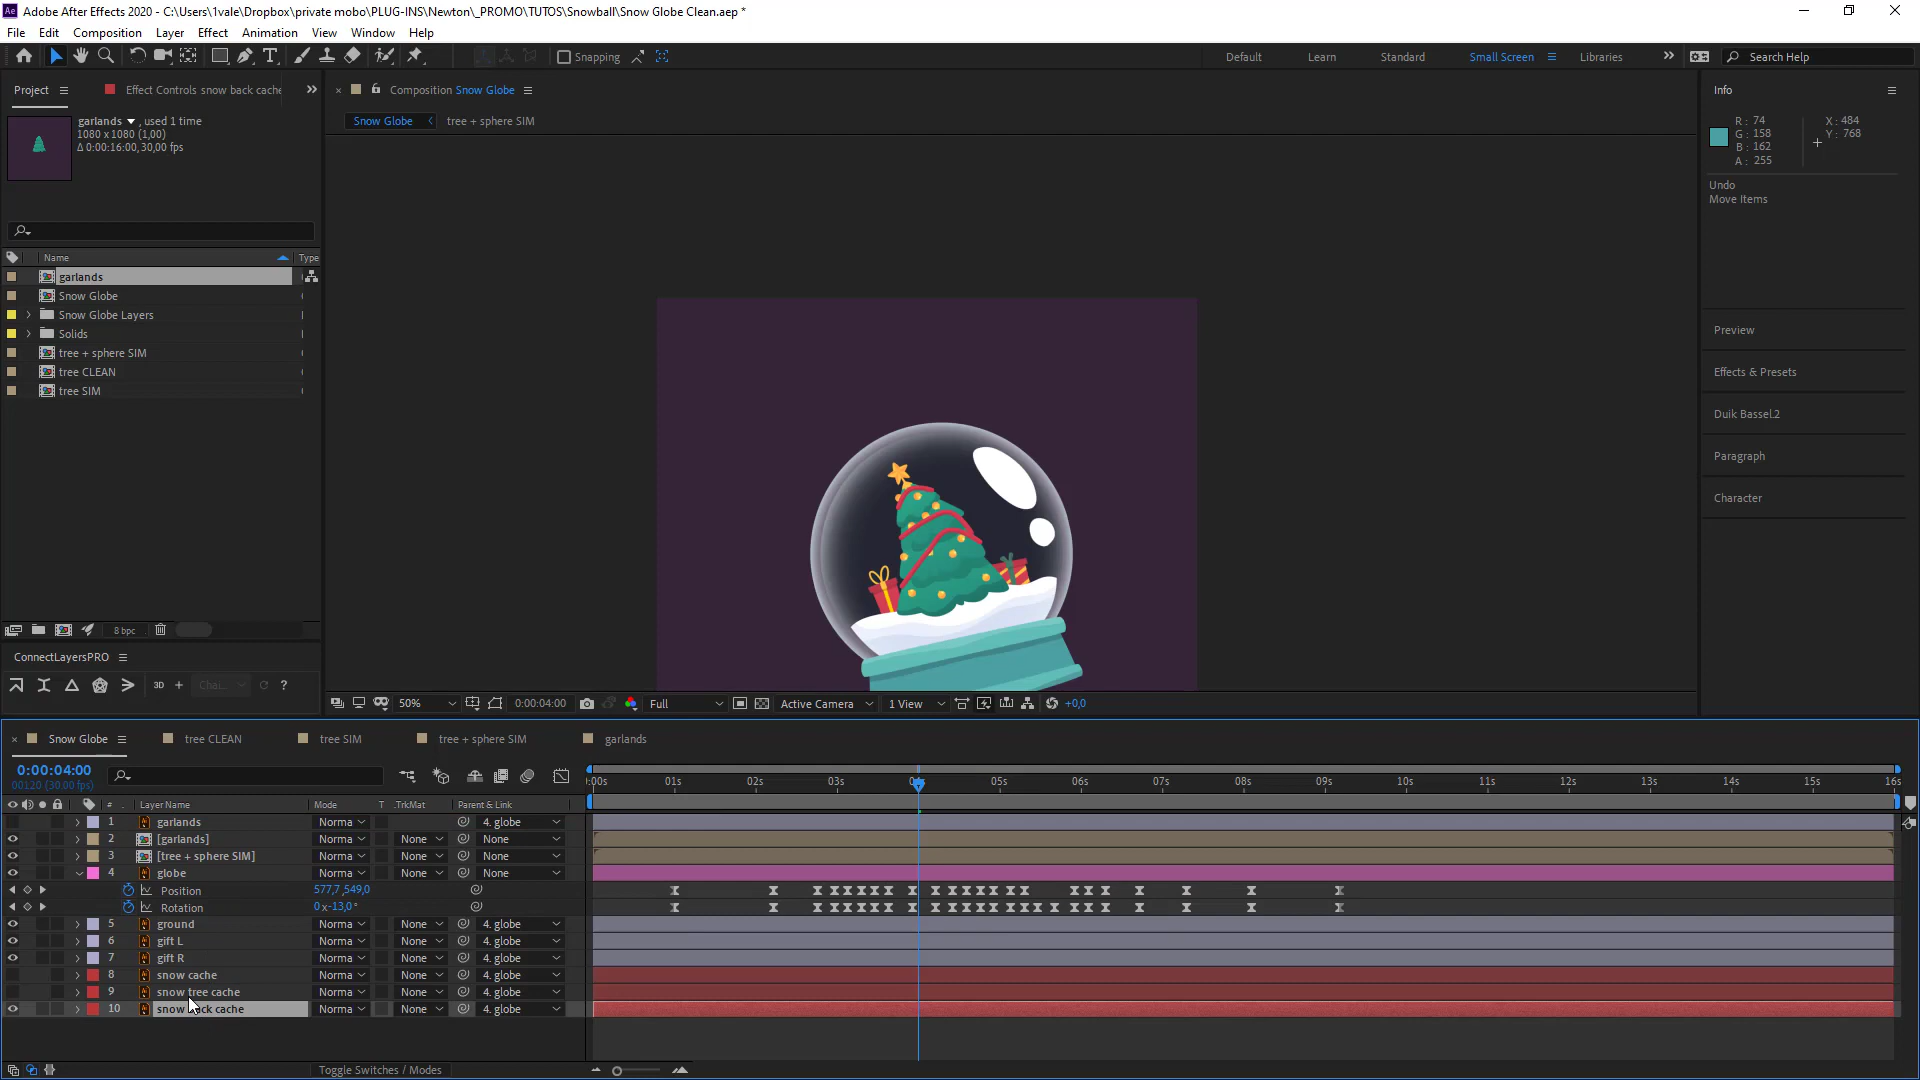 Adobe After Effects 2020 - C:\Users\1vale\Dropbox\private mobo\PLUG-INS\Newton\_PROMO\TUTOS\Snowball\Snow Globe Clean.aep *
File Edit Composition Layer Effect Animation View Window Help
Snapping Default Learn Standard Small Screen Libraries Search Help
Project Effect Controls snow back cache
garlands , used 1 time
1080 x 1080 (1,00)
Δ 0:00:16:00, 30,00 fps
Name Type
garlands
Snow Globe
Snow Globe Layers
Solids
tree + sphere SIM
tree CLEAN
tree SIM
8 bpc
ConnectLayersPRO
3D
?
Composition Snow Globe
Snow Globe tree + sphere SIM
50% 0:00:04:00 Full Active Camera 1 View +0,0
Info
R : 74 X : 484
G : 158 Y : 768
B : 162
A : 255
Undo
Move Items
Preview
Effects & Presets
Duik Bassel.2
Paragraph
Character
Snow Globe tree CLEAN tree SIM tree + sphere SIM garlands
0:00:04:00
00120 (30.00 fps)
:00s 01s 02s 03s 05s 06s 07s 08s 09s 10s 11s 12s 13s 14s 15s 16s
# Layer Name Mode T .TrkMat Parent & Link
1 garlands Norma 4. globe
2 [garlands] Norma None None
3 [tree + sphere SIM] Norma None None
4 globe Norma None None
Position 577,7,549,0
Rotation 0x-13,0°
5 ground Norma None 4. globe
6 gift L Norma None 4. globe
7 gift R Norma None 4. globe
8 snow cache Norma None 4. globe
9 snow tree cache Norma None 4. globe
10 snow back cache Norma None 4. globe
Toggle Switches / Modes